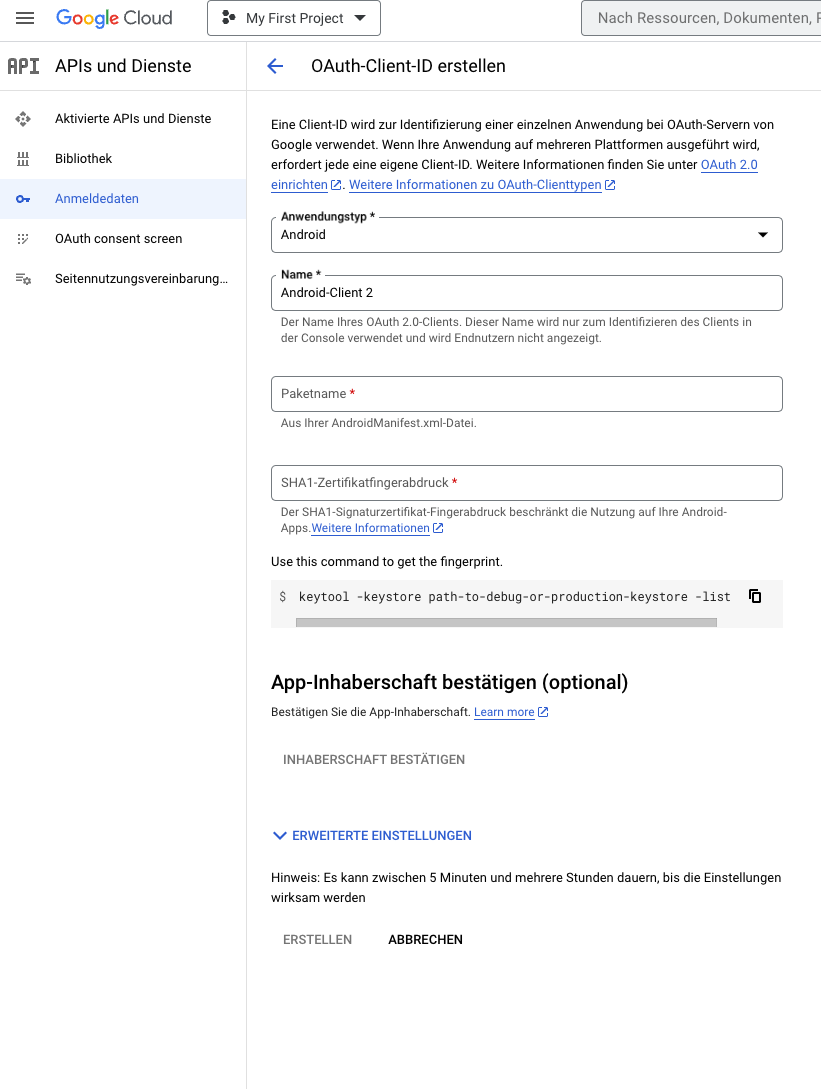 Google Cloud
My First Project
Nach Ressourcen, Dokumenten,
API APIs und Dienste
OAuth-Client-ID erstellen
Aktivierte APIs und Dienste
Bibliothek
Anmeldedaten
OAuth consent screen
Seitennutzungsvereinbarung...
Eine Client-ID wird zur Identifizierung einer einzelnen Anwendung bei OAuth-Servern von
Google verwendet. Wenn Ihre Anwendung auf mehreren Plattformen ausgeführt wird,
erfordert jede eine eigene Client-ID. Weitere Informationen finden Sie unter OAuth 2.0
einrichten. Weitere Informationen zu OAuth-Clienttypen
Anwendungstyp *
Android
Name *
Android-Client 2
Der Name Ihres OAuth 2.0-Clients. Dieser Name wird nur zum Identifizieren des Clients in
der Console verwendet und wird Endnutzern nicht angezeigt.
Paketname *
Aus Ihrer AndroidManifest.xml-Datei.
SHA1-Zertifikatfingerabdruck *
Der SHA1-Signaturzertifikat-Fingerabdruck beschränkt die Nutzung auf Ihre Android-
Apps.Weitere Informationen
Use this command to get the fingerprint.
$ keytool -keystore path-to-debug-or-production-keystore -list
App-Inhaberschaft bestätigen (optional)
Bestätigen Sie die App-Inhaberschaft. Learn more
INHABERSCHAFT BESTÄTIGEN
ERWEITERTE EINSTELLUNGEN
Hinweis: Es kann zwischen 5 Minuten und mehrere Stunden dauern, bis die Einstellungen
wirksam werden
ERSTELLEN
ABBRECHEN